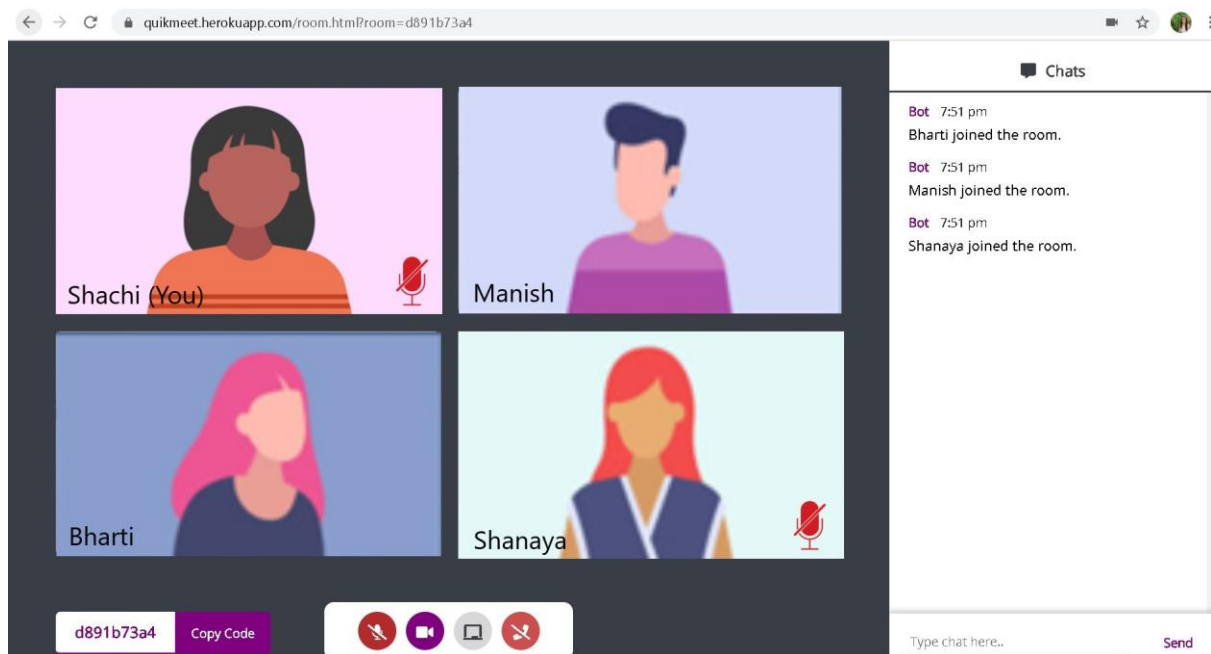 quikmeet.herokuapp.com/room.html?room=d891b73a4
Shachi (You)
Manish
Bharti
Shanaya
d891b73a4
Copy Code
Chats
Bot 7:51 pm
Bharti joined the room.
Bot 7:51 pm
Manish joined the room.
Bot 7:51 pm
Shanaya joined the room.
Type chat here..
Send